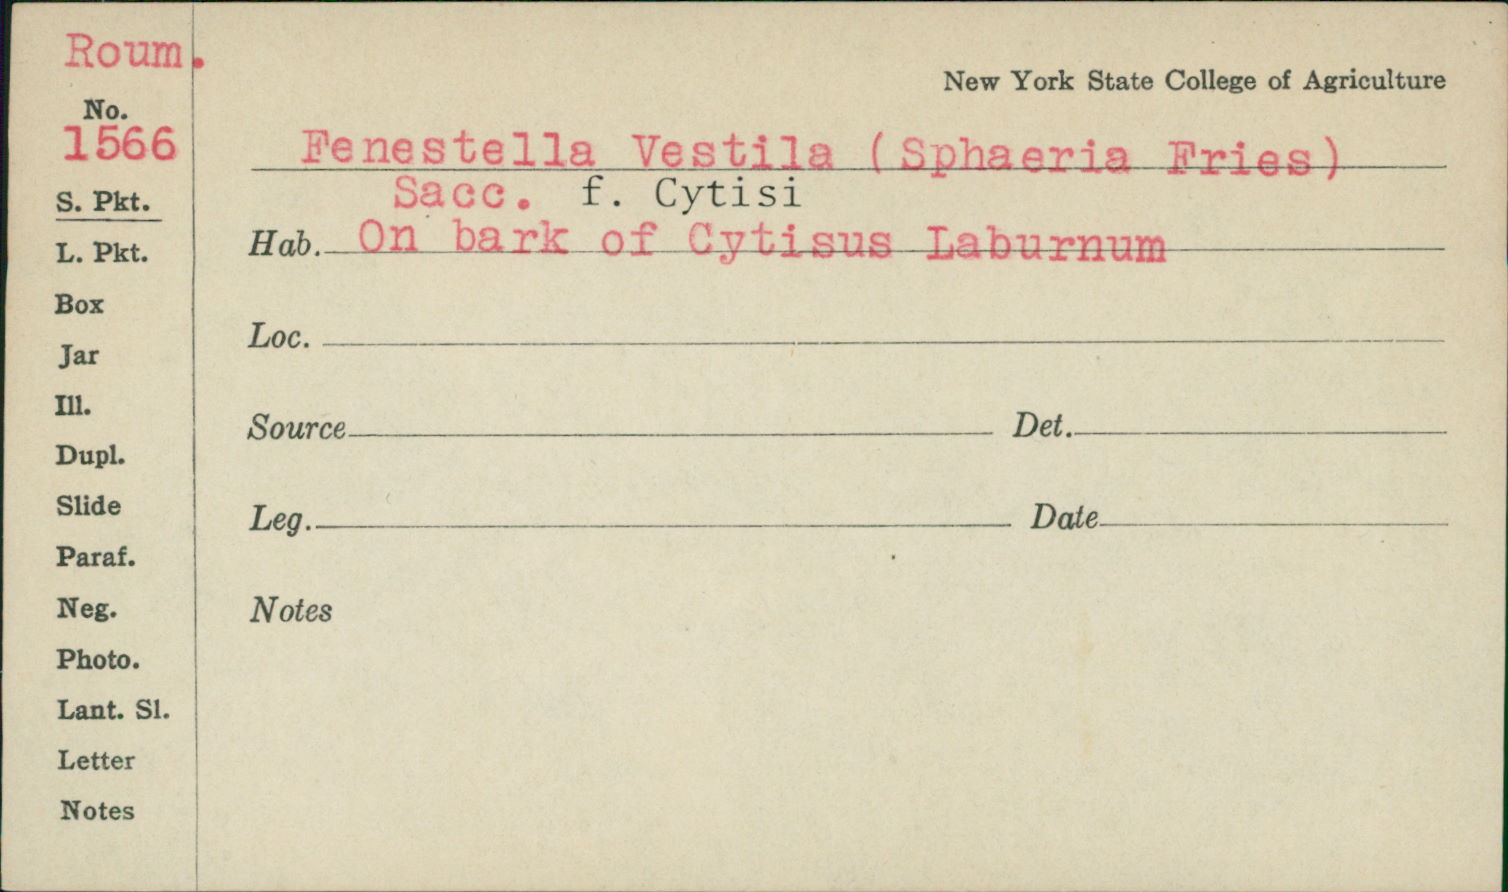 Roum.
No.
1566
S. Pkt.
L. Pkt.
Box
Jar
Ill.
Dupl.
Slide
Paraf.
Neg.
Photo.
Lant. Sl.
Letter
Notes
New York State College of Agriculture
Fenestella Vestila (Sphaeria Fries)
Sacc. f. Cytisi
Hab. On bark of Cytisus Laburnum
Loc.
Source Det.
Leg. Date
Notes